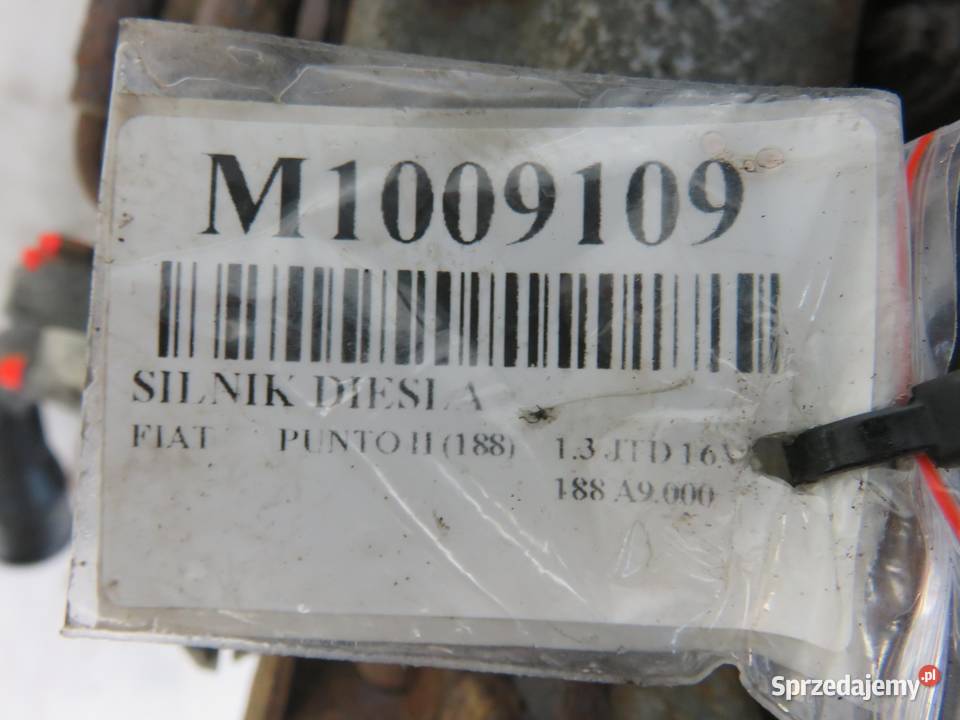 M1009109
SILNIK DIESLA
FIAT PUNTO II (188) 1.3 JTD 16V
188 A9.000
Sprzedajemy.pl